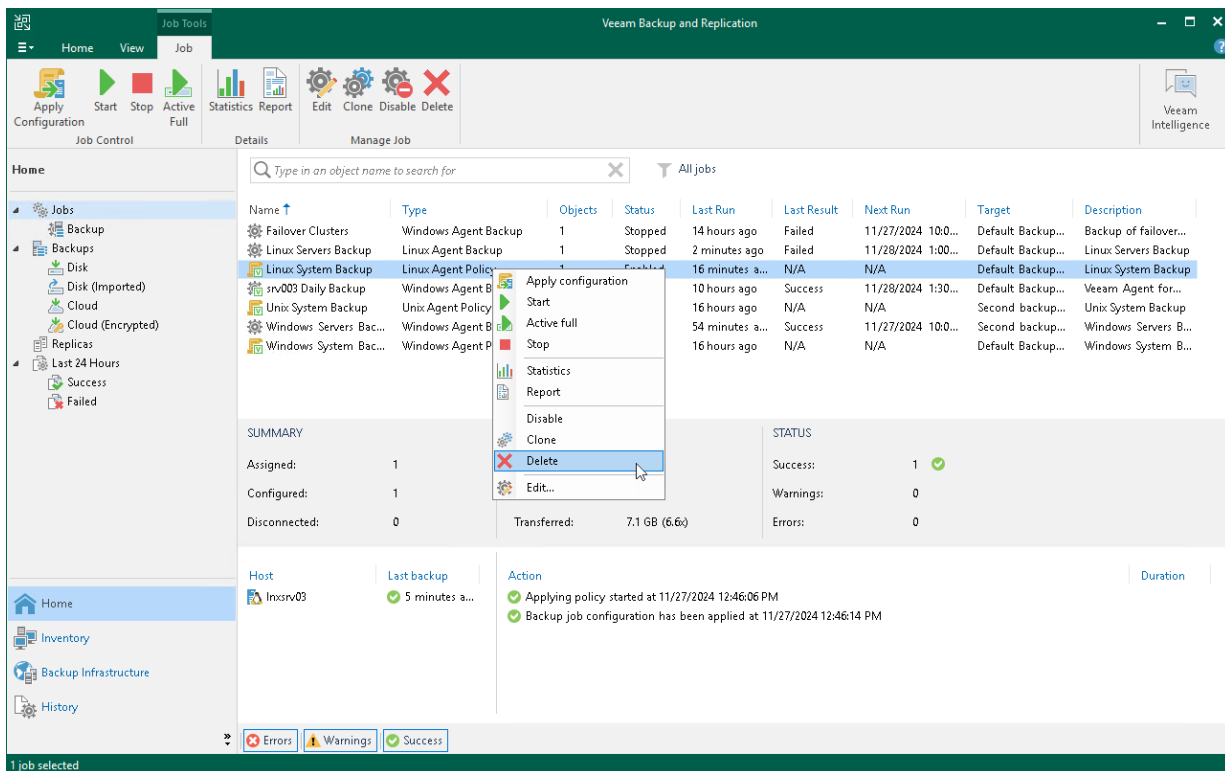 Job Tools
Veeam Backup and Replication
Home View Job
Apply Configuration
Start
Stop
Active Full
Statistics
Report
Edit
Clone
Disable
Delete
Veeam Intelligence
Job Control
Details
Manage Job
Home
Type in an object name to search for
All jobs
Jobs
Backup
Backups
Disk
Disk (Imported)
Cloud
Cloud (Encrypted)
Replicas
Last 24 Hours
Success
Failed
Name Type Objects Status Last Run Last Result Next Run Target Description
Failover Clusters Windows Agent Backup 1 Stopped 14 hours ago Failed 11/27/2024 10:0... Default Backup... Backup of failover...
Linux Servers Backup Linux Agent Backup 1 Stopped 2 minutes ago Failed 11/28/2024 1:00... Default Backup... Linux Servers Backup
Linux System Backup Linux Agent Policy 1 Enabled 16 minutes a... N/A N/A Default Backup... Linux System Backup
srv003 Daily Backup Windows Agent B 10 hours ago Success 11/28/2024 1:30... Default Backup... Veeam Agent for...
Unix System Backup Unix Agent Policy 16 hours ago N/A N/A Second backup... Unix System Backup
Windows Servers Bac... Windows Agent B 54 minutes a... Success 11/27/2024 10:0... Second backup... Windows Servers B...
Windows System Bac... Windows Agent P 16 hours ago N/A N/A Default Backup... Windows System B...
Apply configuration
Start
Active full
Stop
Statistics
Report
Disable
Clone
Delete
Edit...
SUMMARY
Assigned: 1
Configured: 1
Disconnected: 0
Transferred: 7.1 GB (6.6x)
STATUS
Success: 1
Warnings: 0
Errors: 0
Host Last backup
lnxsrv03 5 minutes a...
Action Duration
Applying policy started at 11/27/2024 12:46:06 PM
Backup job configuration has been applied at 11/27/2024 12:46:14 PM
Home
Inventory
Backup Infrastructure
History
Errors Warnings Success
1 job selected